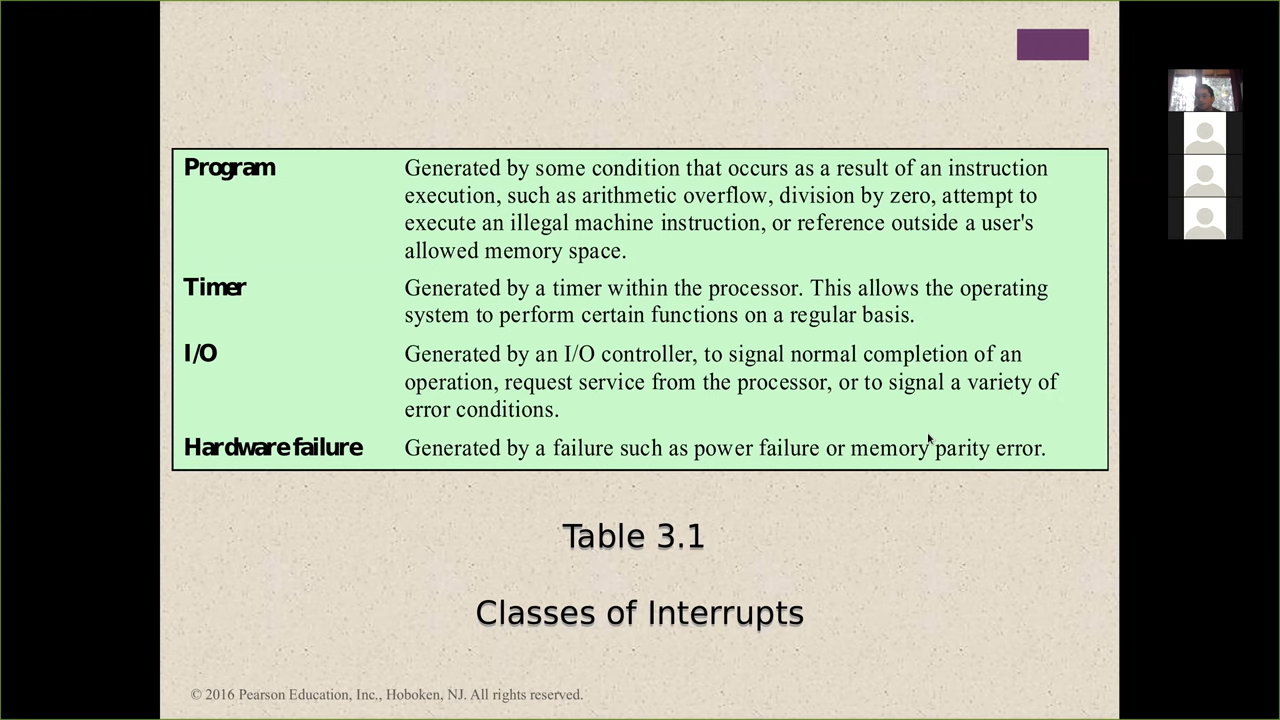 Program
Generated by some condition that occurs as a result of an instruction
execution, such as arithmetic overflow, division by zero, attempt to
execute an illegal machine instruction, or reference outside a user's
allowed memory space.
Timer
Generated by a timer within the processor. This allows the operating
system to perform certain functions on a regular basis.
I/O
Generated by an I/O controller, to signal normal completion of an
operation, request service from the processor, or to signal a variety of
error conditions.
Hardware failure
Generated by a failure such as power failure or memory parity error.
Table 3.1
Classes of Interrupts
© 2016 Pearson Education, Inc., Hoboken, NJ. All rights reserved.